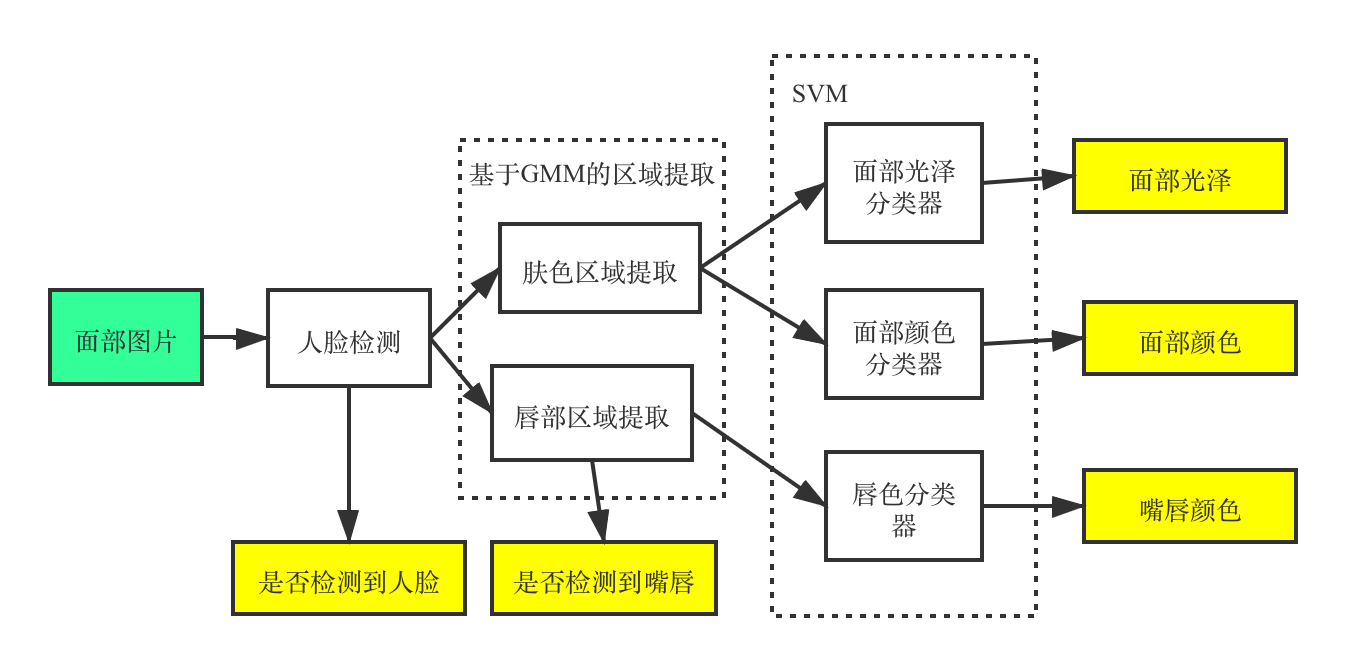 SVM
基于GMM的区域提取
面部光泽
分类器
面部光泽
肤色区域提取
面部图片
人脸检测
面部颜色
分类器
面部颜色
唇部区域提取
唇色分类
器
嘴唇颜色
是否检测到人脸
是否检测到嘴唇